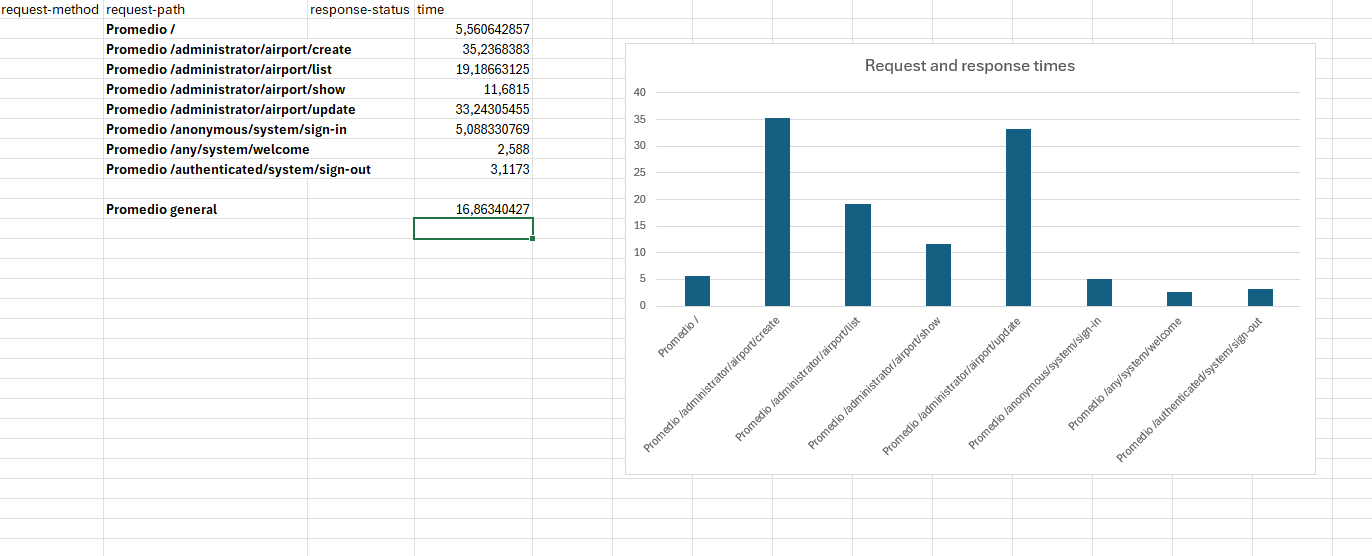 request-method request-path response-status time
Promedio / 5,560642857
Promedio /administrator/airport/create 35,2368383
Promedio /administrator/airport/list 19,18663125
Promedio /administrator/airport/show 11,6815
Promedio /administrator/airport/update 33,24305455
Promedio /anonymous/system/sign-in 5,088330769
Promedio /any/system/welcome 2,588
Promedio /authenticated/system/sign-out 3,1173
Promedio general 16,86340427
Request and response times
40
35
30
25
20
15
10
5
0
Promedio /
Promedio /administrator/airport/create
Promedio /administrator/airport/list
Promedio /administrator/airport/show
Promedio /administrator/airport/update
Promedio /anonymous/system/sign-in
Promedio /any/system/welcome
Promedio /authenticated/system/sign-out